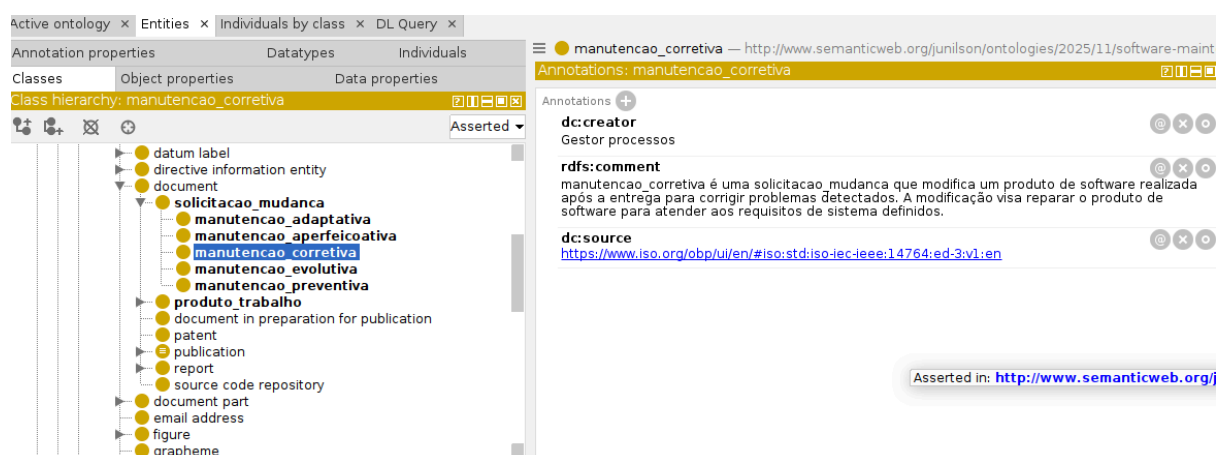 Active ontology × Entities × Individuals by class × DL Query ×
Annotation properties Datatypes Individuals
Classes Object properties Data properties
Class hierarchy: manutencao_corretiva
Asserted
datum label
directive information entity
document
solicitacao_mudanca
manutencao_adaptativa
manutencao_aperfeicoativa
manutencao_corretiva
manutencao_evolutiva
manutencao_preventiva
produto_trabalho
document in preparation for publication
patent
publication
report
source code repository
document part
email address
figure
grapheme
manutencao_corretiva — http://www.semanticweb.org/junilson/ontologies/2025/11/software-maint
Annotations: manutencao_corretiva
Annotations
dc:creator
Gestor processos
rdfs:comment
manutencao_corretiva é uma solicitacao_mudanca que modifica um produto de software realizada
após a entrega para corrigir problemas detectados. A modificação visa reparar o produto de
software para atender aos requisitos de sistema definidos.
dc:source
https://www.iso.org/obp/ui/en/#iso:std:iso-iec-ieee:14764:ed-3:v1:en
Asserted in: http://www.semanticweb.org/j